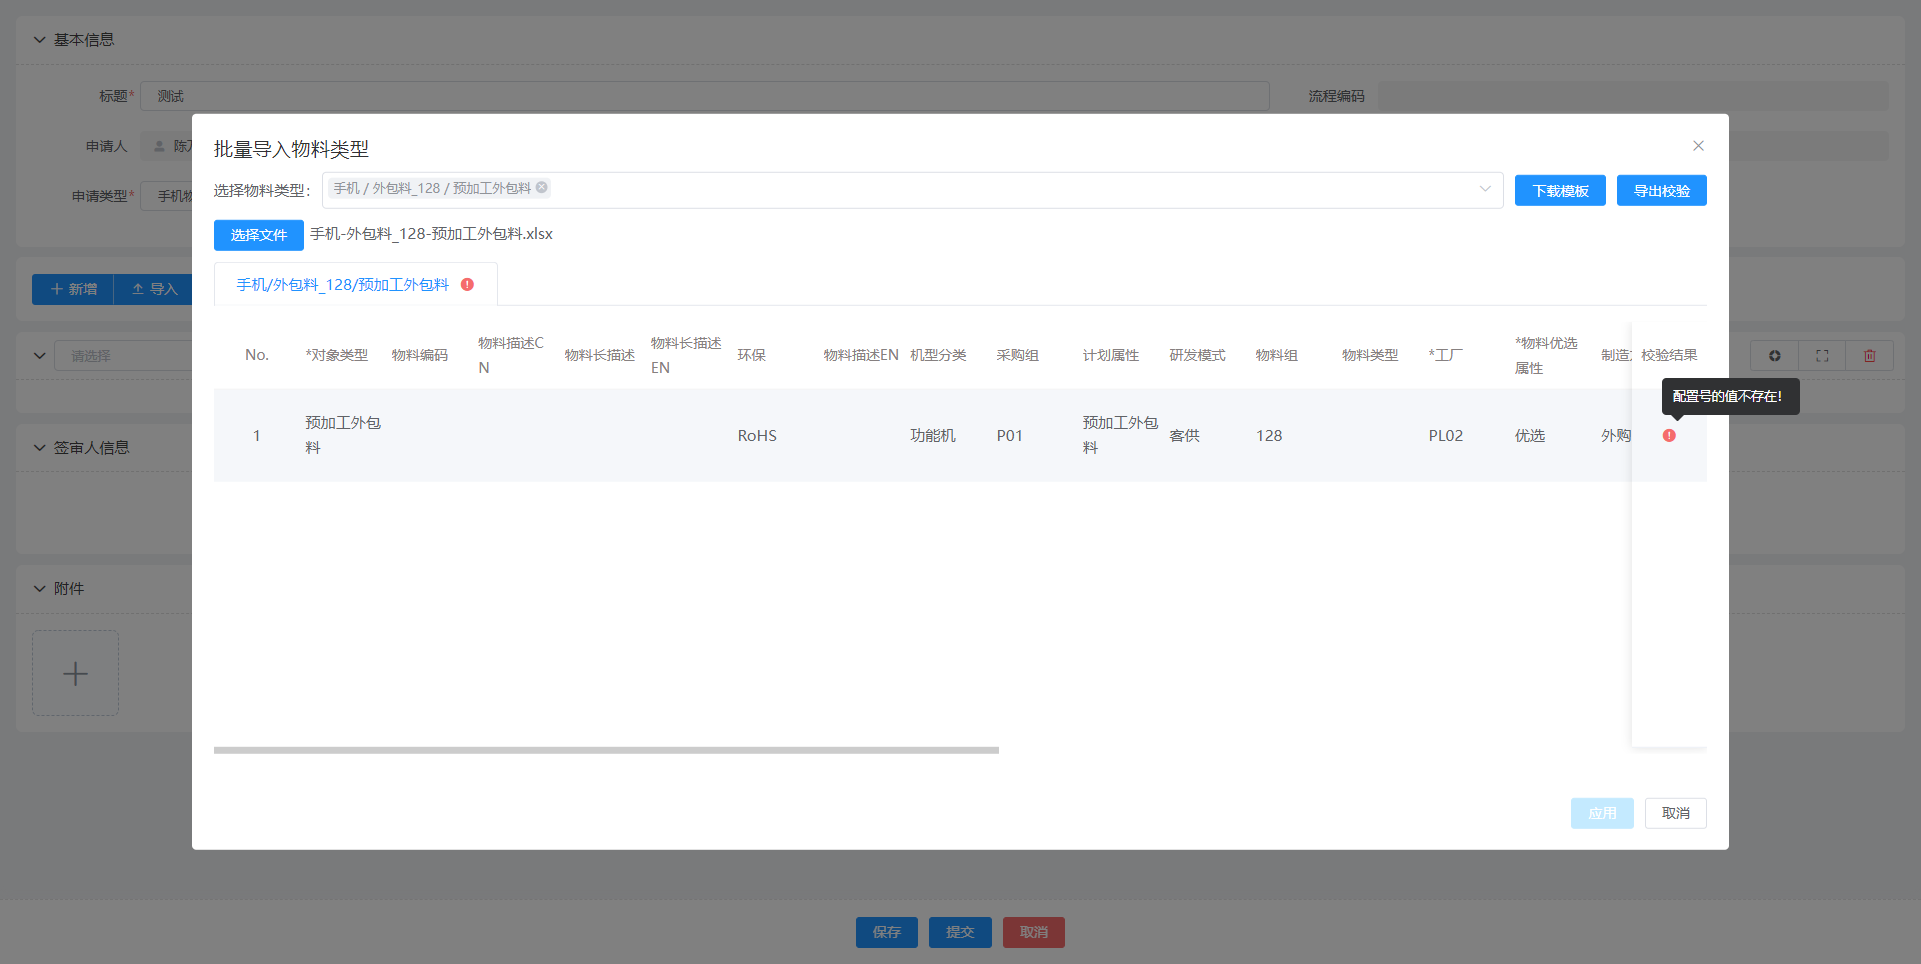 基本信息
标题* 测试 流程编码
申请人
申请类型*
批量导入物料类型
选择物料类型: 手机 / 外包料_128 / 预加工外包料 下载模板 导出校验
选择文件 手机-外包料_128-预加工外包料.xlsx
新增 导入
手机/外包料_128/预加工外包料
请选择
No. *对象类型 物料编码 物料描述CN 物料长描述 物料长描述EN 环保 物料描述EN 机型分类 采购组 计划属性 研发模式 物料组 物料类型 *工厂 *物料优选属性 制造 校验结果
配置号的值不存在!
1 预加工外包料 RoHS 功能机 P01 预加工外包料 客供 128 PL02 优选 外购
签审人信息
附件
应用 取消
保存 提交 取消